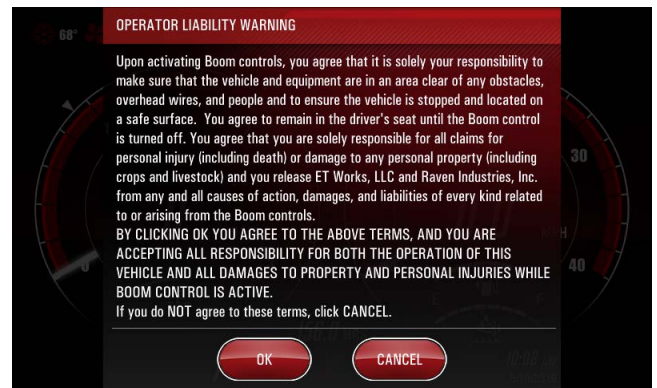 68°
OPERATOR LIABILITY WARNING
Upon activating Boom controls, you agree that it is solely your responsibility to
make sure that the vehicle and equipment are in an area clear of any obstacles,
overhead wires, and people and to ensure the vehicle is stopped and located on
a safe surface. You agree to remain in the driver's seat until the Boom control
is turned off. You agree that you are solely responsible for all claims for
personal injury (including death) or damage to any personal property (including
crops and livestock) and you release ET Works, LLC and Raven Industries, Inc.
from any and all causes of action, damages, and liabilities of every kind related
to or arising from the Boom controls.
BY CLICKING OK YOU AGREE TO THE ABOVE TERMS, AND YOU ARE
ACCEPTING ALL RESPONSIBILITY FOR BOTH THE OPERATION OF THIS
VEHICLE AND ALL DAMAGES TO PROPERTY AND PERSONAL INJURIES WHILE
BOOM CONTROL IS ACTIVE.
If you do NOT agree to these terms, click CANCEL.
30
40
0
OK
CANCEL